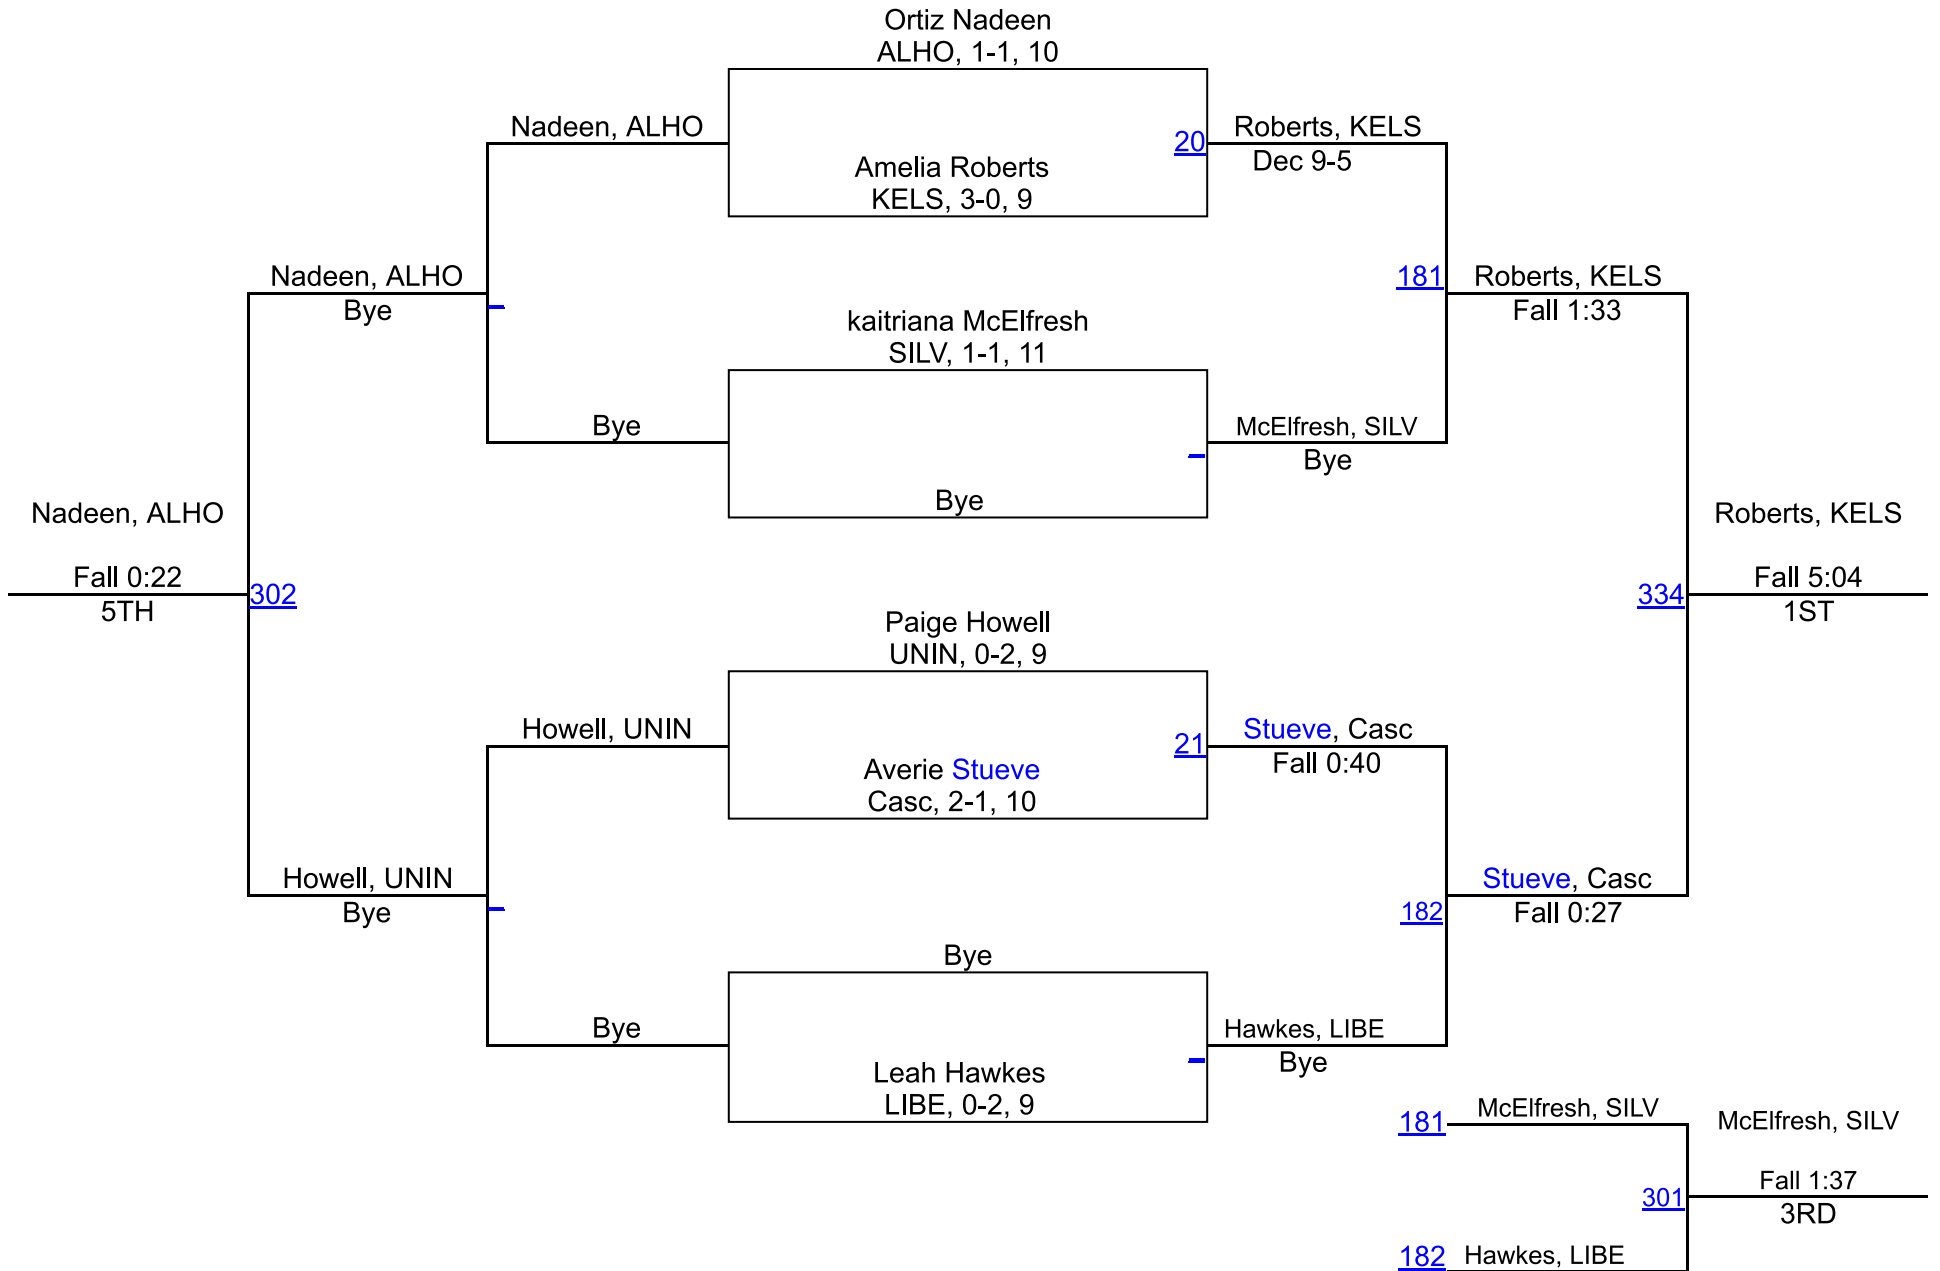 Ortiz Nadeen
ALHO, 1-1, 10
Nadeen, ALHO
20
Roberts, KELS
Dec 9-5
Amelia Roberts
KELS, 3-0, 9
Nadeen, ALHO
Bye
181
Roberts, KELS
Fall 1:33
kaitriana McElfresh
SILV, 1-1, 11
Bye
McElfresh, SILV
Bye
Bye
Nadeen, ALHO
Fall 0:22
5TH
302
Roberts, KELS
334
Fall 5:04
1ST
Paige Howell
UNIN, 0-2, 9
Howell, UNIN
21
Stueve, Casc
Fall 0:40
Averie Stueve
Casc, 2-1, 10
Howell, UNIN
Bye
182
Stueve, Casc
Fall 0:27
Bye
Bye
Hawkes, LIBE
Bye
Leah Hawkes
LIBE, 0-2, 9
181
McElfresh, SILV
McElfresh, SILV
301
Fall 1:37
3RD
182
Hawkes, LIBE